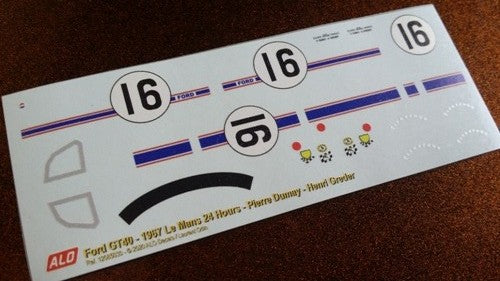 16
16
16
16
FORD
FORD
ALO
Ford GT40 - 1967 Le Mans 24 Hours - Pierre Dumay - Henri Greder